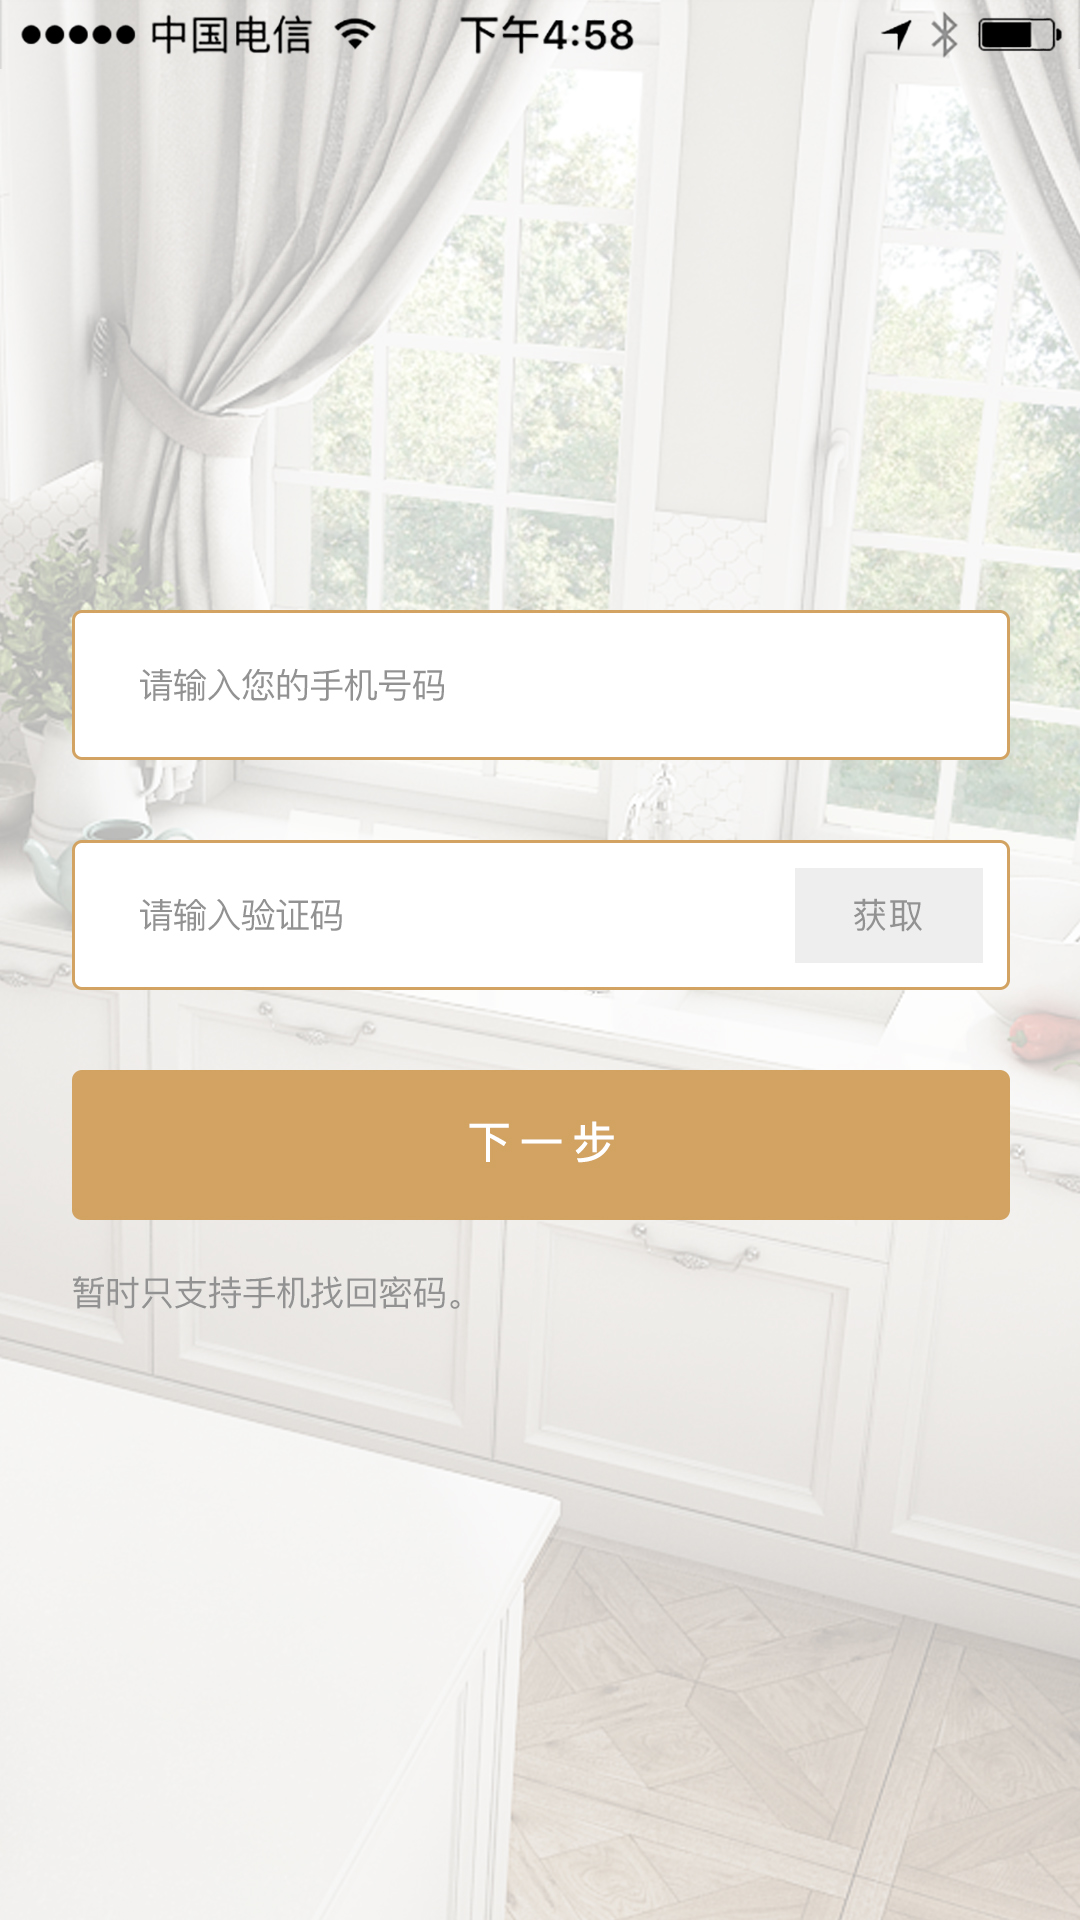 中国电信 下午4:58
请输入您的手机号码
请输入验证码 获取
下一步
暂时只支持手机找回密码。